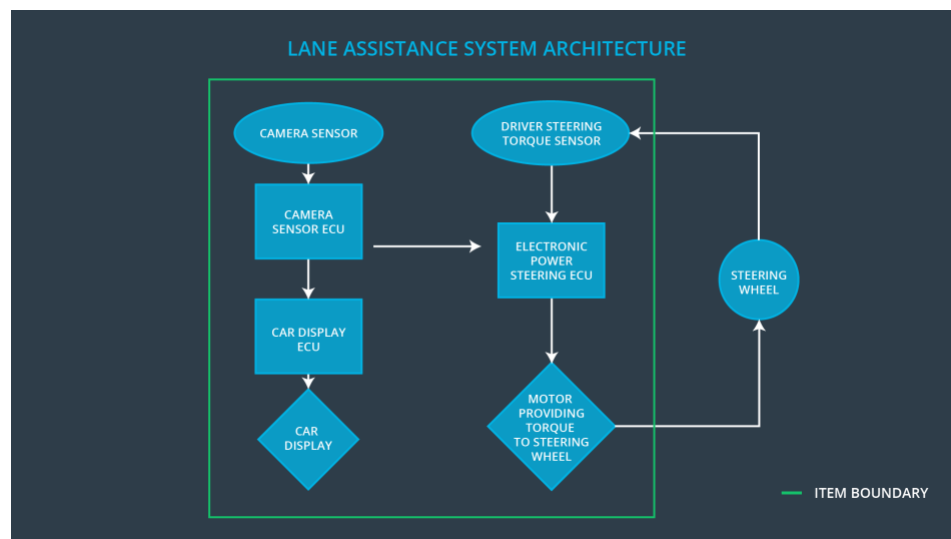 LANE ASSISTANCE SYSTEM ARCHITECTURE
CAMERA SENSOR
CAMERA
SENSOR ECU
CAR DISPLAY
ECU
CAR
DISPLAY
DRIVER STEERING
TORQUE SENSOR
ELECTRONIC
POWER
STEERING ECU
MOTOR
PROVIDING
TORQUE
TO STEERING
WHEEL
STEERING
WHEEL
ITEM BOUNDARY